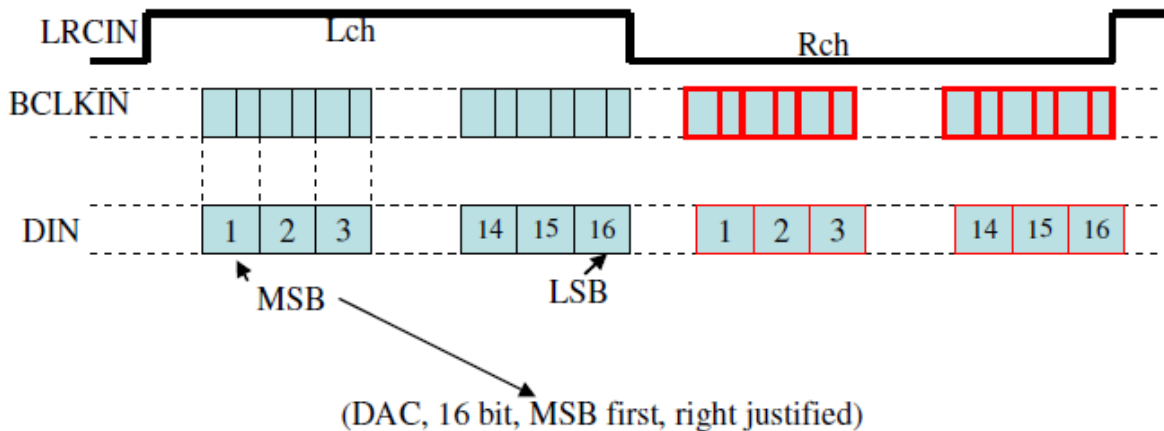 LRCIN
Lch
Rch
BCLKIN
DIN
1 2 3 14 15 16 1 2 3 14 15 16
MSB
LSB
(DAC, 16 bit, MSB first, right justified)